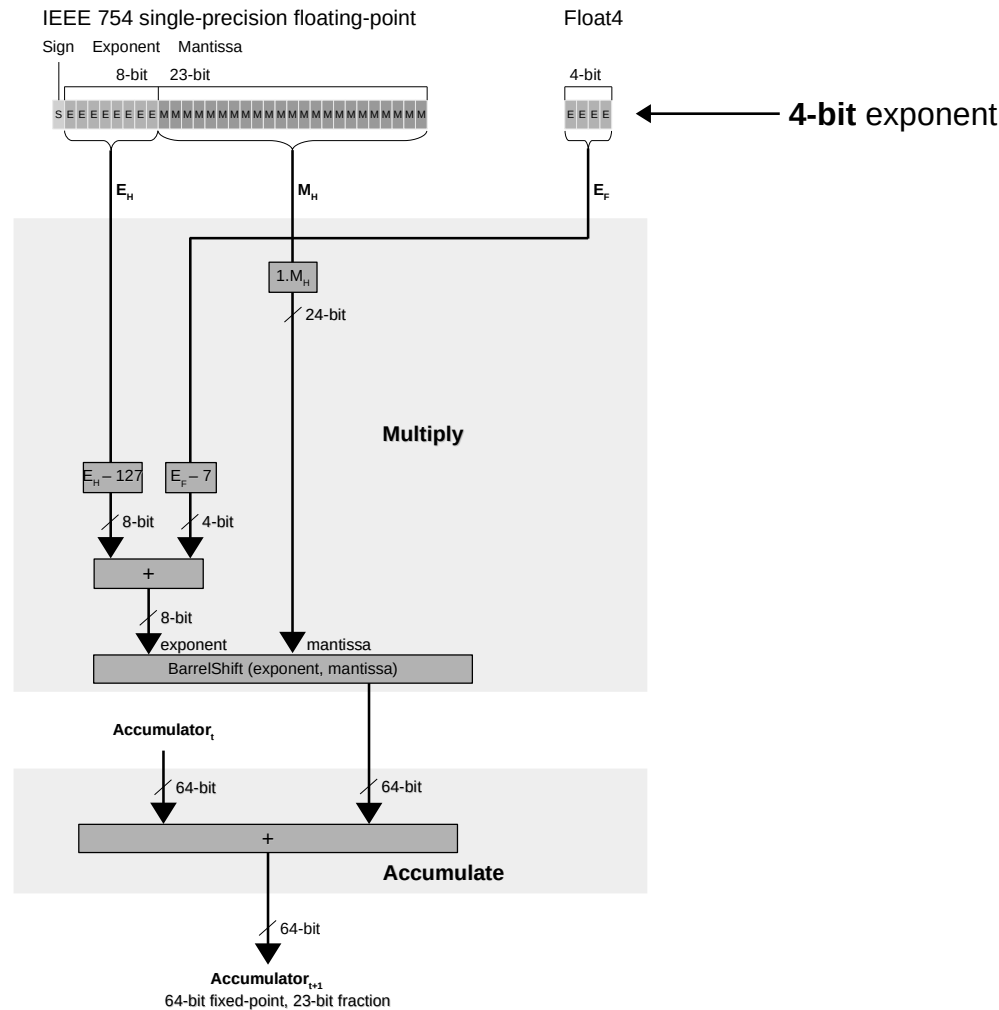 IEEE 754 single-precision floating-point
Float4
Sign Exponent Mantissa
8-bit 23-bit
4-bit
S E E E E E E E E M M M M M M M M M M M M M M M M M M M M M M M
E E E E
4-bit exponent
E_H
M_H
E_F
1.M_H
24-bit
Multiply
E_H – 127
E_F – 7
8-bit
4-bit
+
8-bit
exponent
mantissa
BarrelShift (exponent, mantissa)
Accumulator_t
64-bit
64-bit
+
Accumulate
64-bit
Accumulator_t+1
64-bit fixed-point, 23-bit fraction